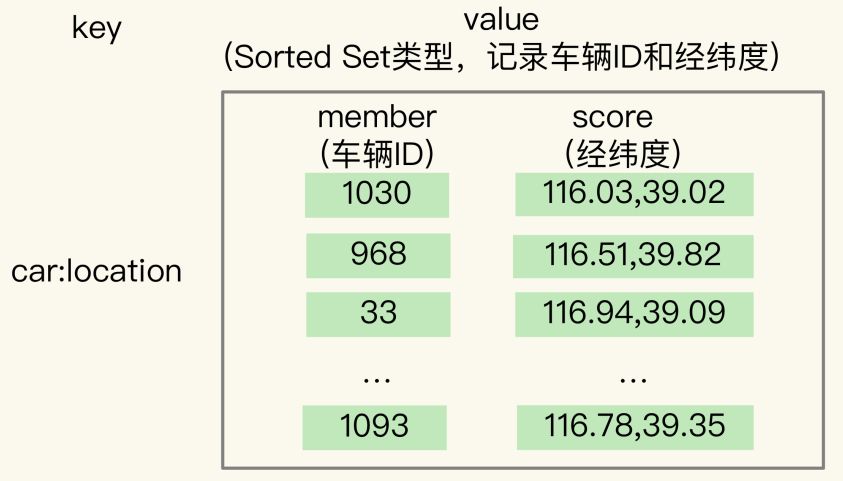 key
value
（Sorted Set类型，记录车辆ID和经纬度）
member score
（车辆ID） （经纬度）
1030 116.03,39.02
968 116.51,39.82
car:location
33 116.94,39.09
... ...
1093 116.78,39.35